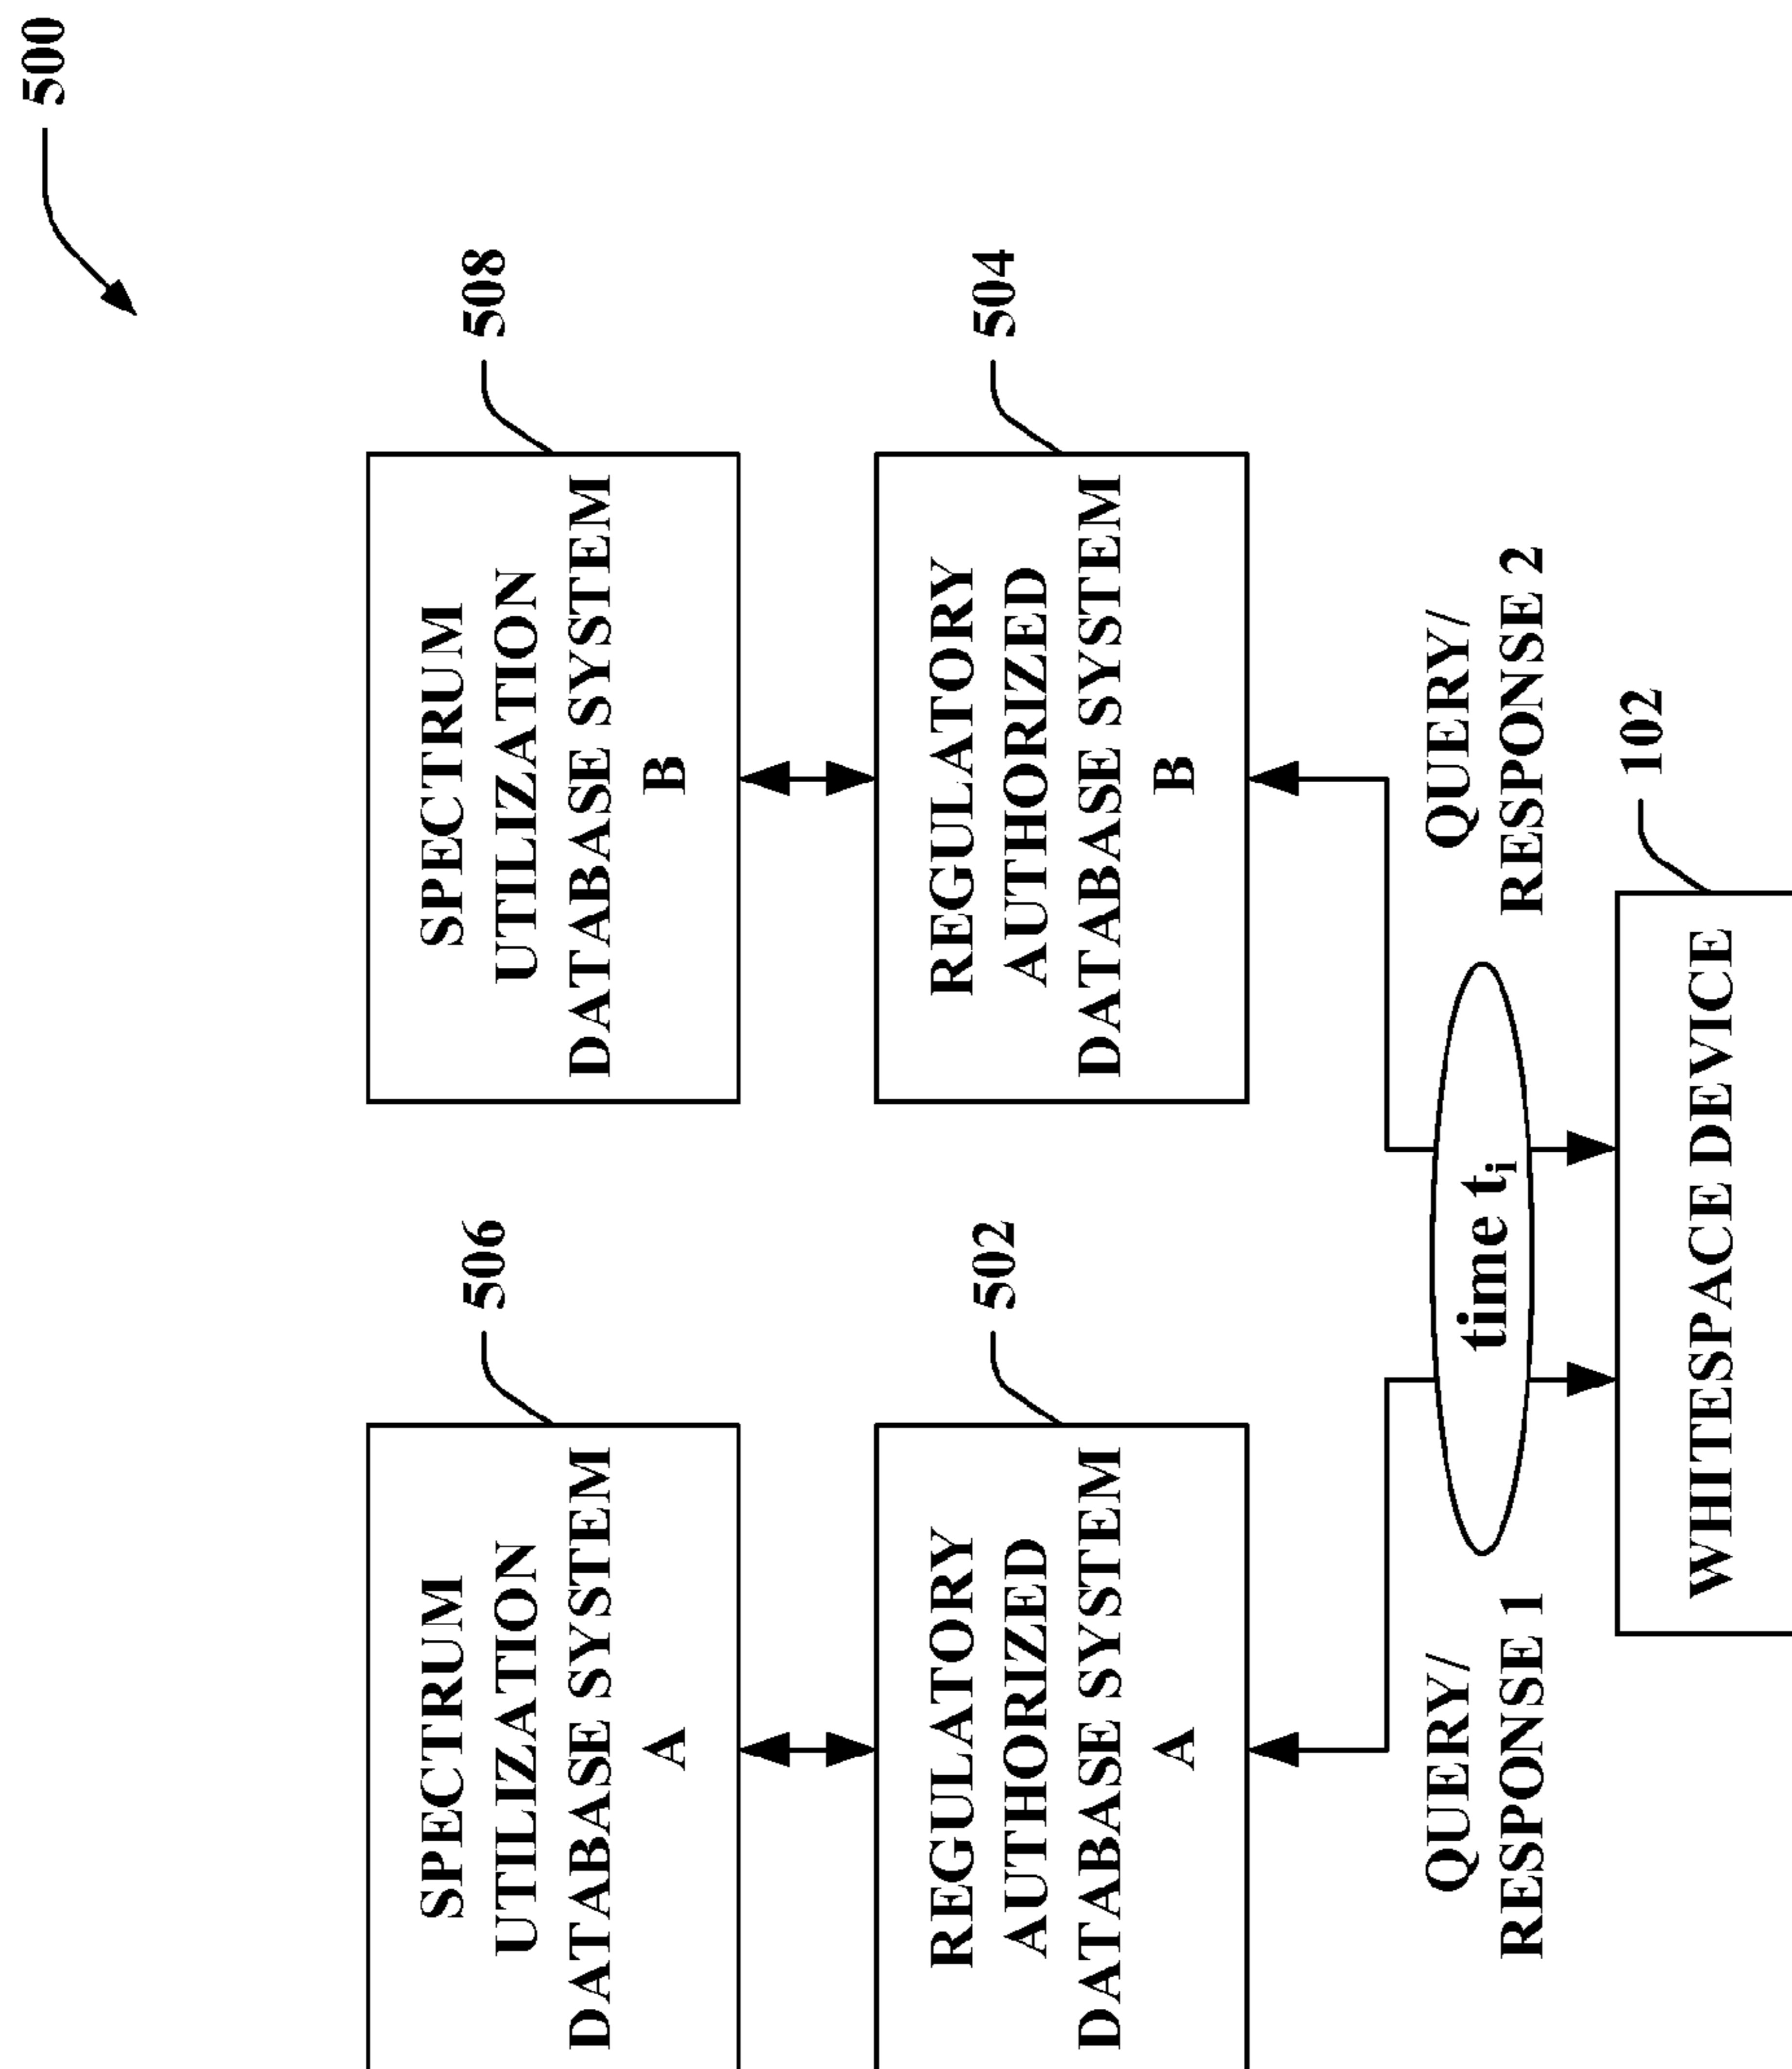 500
SPECTRUM
UTILIZATION
DATABASE SYSTEM
A
506
SPECTRUM
UTILIZATION
DATABASE SYSTEM
B
508
REGULATORY
AUTHORIZED
DATABASE SYSTEM
A
502
REGULATORY
AUTHORIZED
DATABASE SYSTEM
B
504
QUERY/
RESPONSE 1
time ti
QUERY/
RESPONSE 2
WHITESPACE DEVICE
102